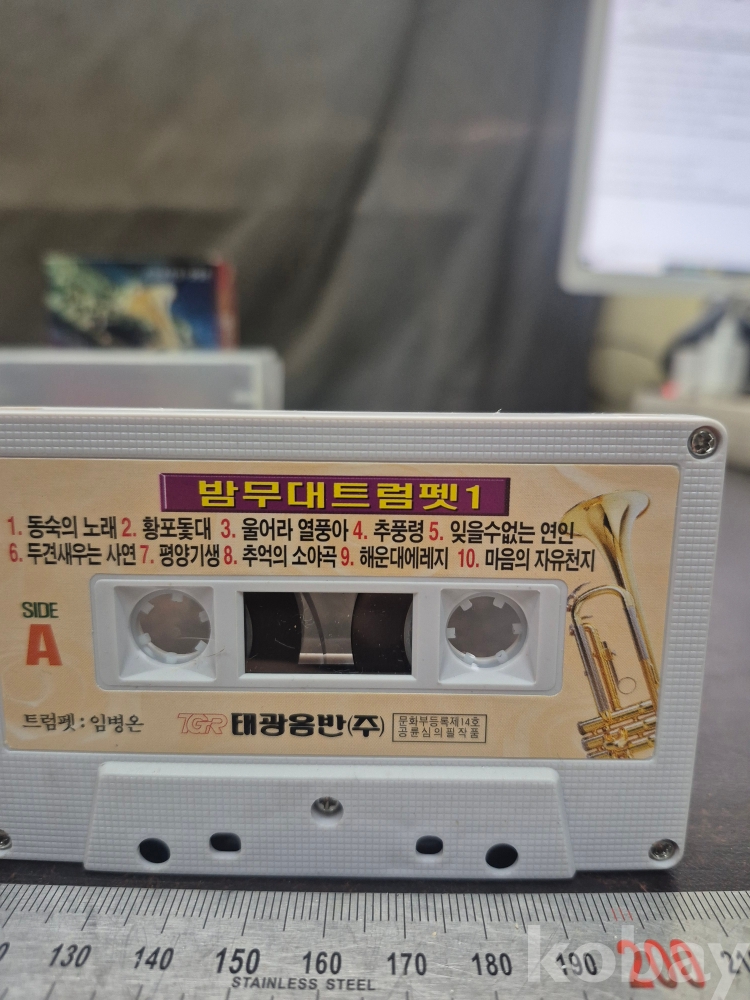 밤무대트럼펫1
1. 동숙의 노래 2. 황포돛대 3. 울어라 열풍아 4. 추풍령 5. 잊을수없는 연인
6. 두견새우는 사연 7. 평양기생 8. 추억의 소야곡 9. 해운대에레지 10. 마음의 자유천지
SIDE
A
트럼펫 : 임병온
TGR 태광음반(주)
문화부등록제14호
공륜심의필작품
130 140 150 160 170 180 190 200
STAINLESS STEEL
kobay